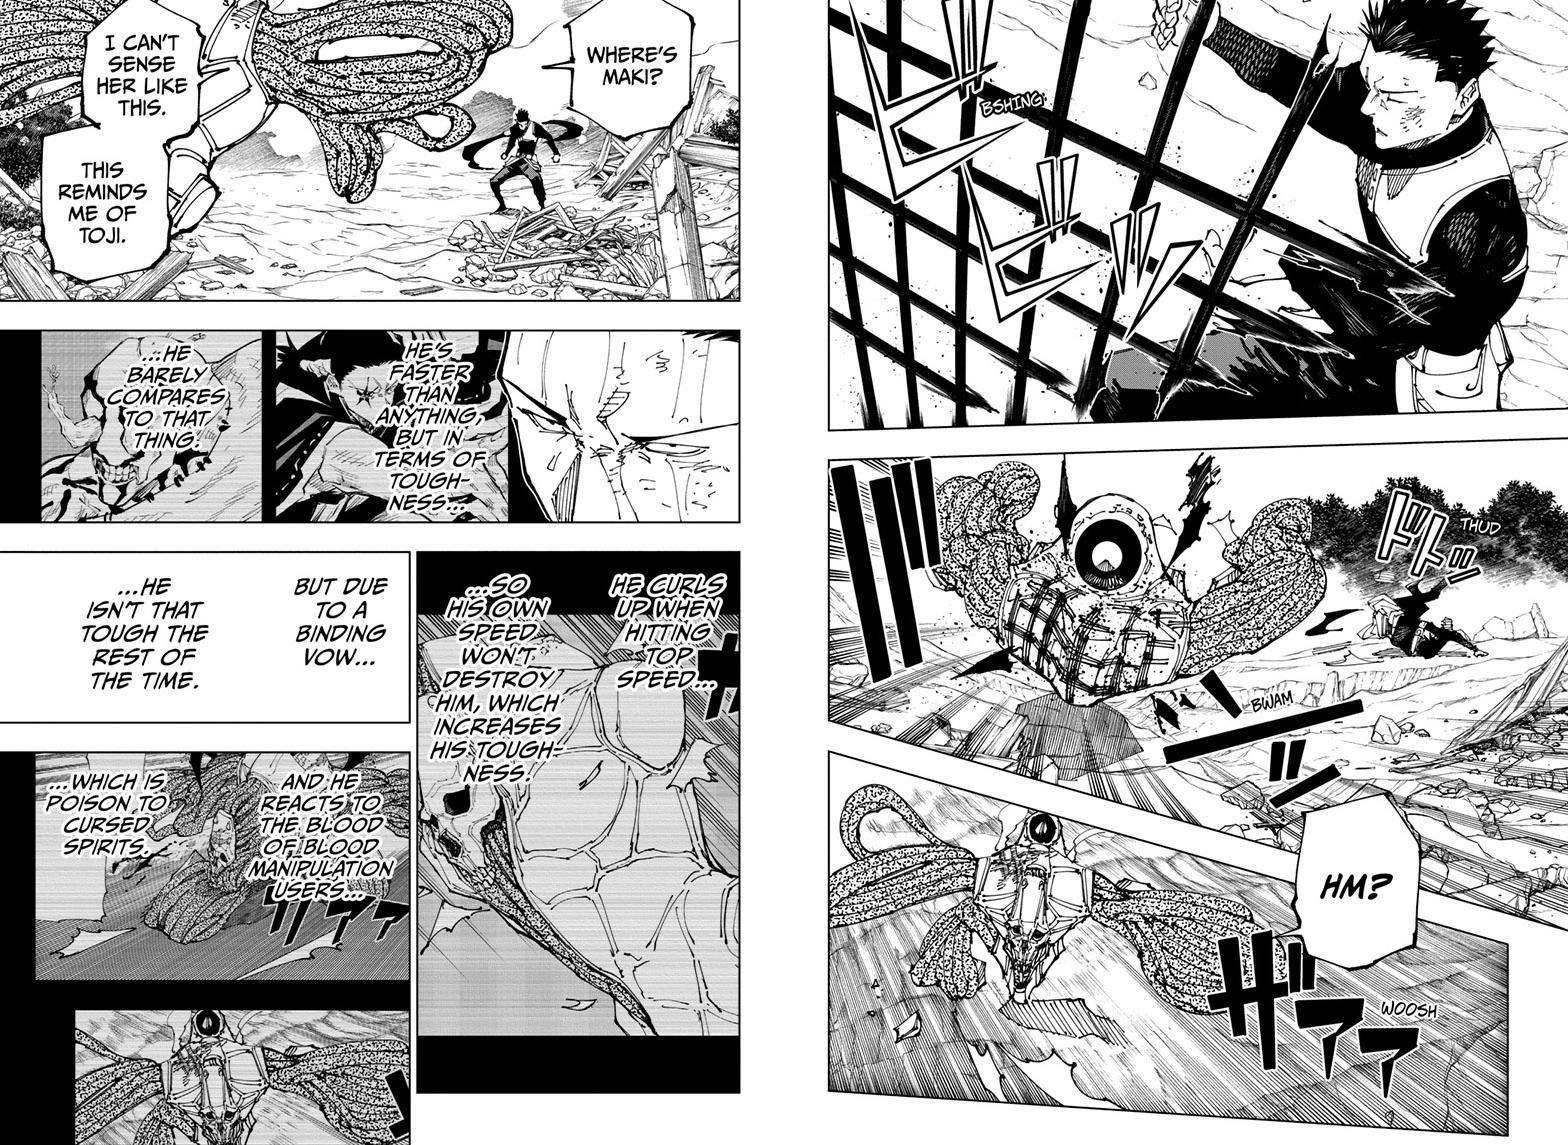 BSHING
THUD
BWAM
HM?
WOOSH
WHERE'S
MAKI?
I CAN'T
SENSE
HER LIKE
THIS.
THIS
REMINDS
ME OF
TOJI.
HE'S
FASTER
THAN
ANYTHING,
BUT IN
TERMS OF
TOUGH-
NESS...
...HE
BARELY
COMPARES
TO THAT
THING.
HE CURLS
UP WHEN
HITTING
TOP
SPEED...
...SO
HIS OWN
SPEED
WON'T
DESTROY
HIM, WHICH
INCREASES
HIS TOUGH-
NESS.
BUT DUE
TO A
BINDING
VOW...
...HE
ISN'T THAT
TOUGH THE
REST OF
THE TIME.
AND HE
REACTS TO
THE BLOOD
OF BLOOD
MANIPULATION
USERS...
...WHICH IS
POISON TO
CURSED
SPIRITS.